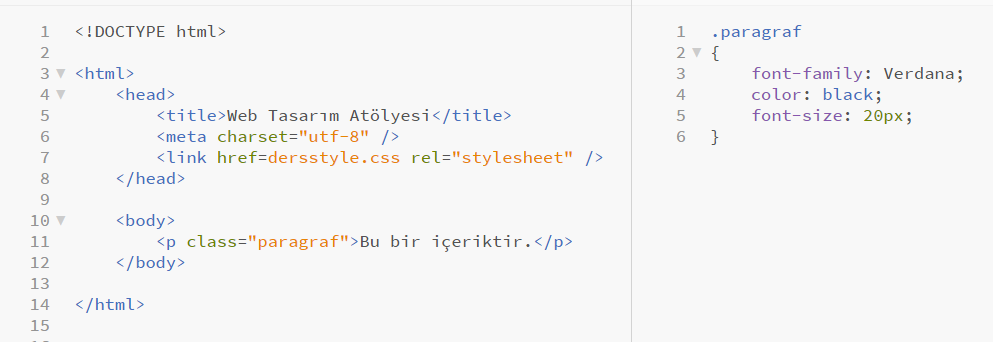 1 <!DOCTYPE html>
2
3 <html>
4 <head>
5 <title>Web Tasarım Atölyesi</title>
6 <meta charset="utf-8" />
7 <link href=dersstyle.css rel="stylesheet" />
8 </head>
9
10 <body>
11 <p class="paragraf">Bu bir içeriktir.</p>
12 </body>
13
14 </html>
15
1 .paragraf
2 {
3 font-family: Verdana;
4 color: black;
5 font-size: 20px;
6 }